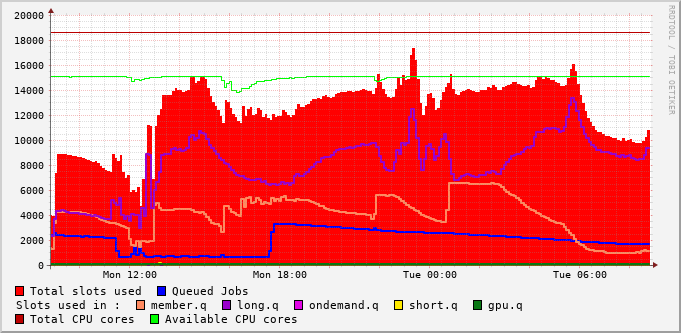 20000
18000
16000
14000
12000
10000
8000
6000
4000
2000
0
Mon 12:00 Mon 18:00 Tue 00:00 Tue 06:00
RRDTOOL / TOBI OETIKER
Total slots used Queued Jobs
Slots used in : member.q long.q ondemand.q short.q gpu.q
Total CPU cores Available CPU cores